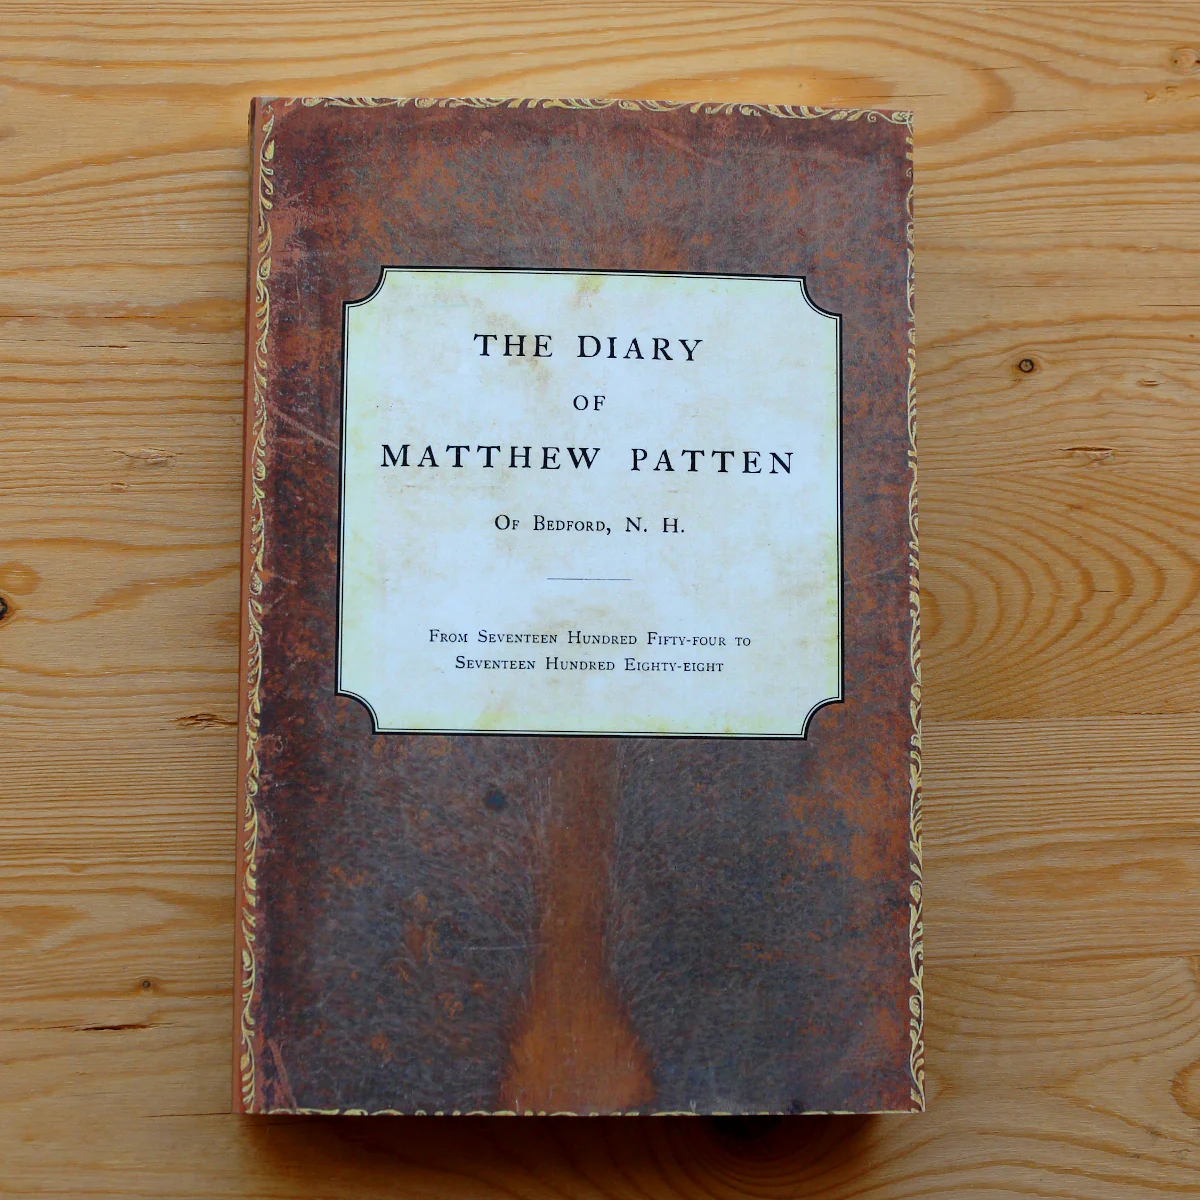 THE DIARY
OF
MATTHEW PATTEN
OF BEDFORD, N. H.
FROM SEVENTEEN HUNDRED FIFTY-FOUR TO
SEVENTEEN HUNDRED EIGHTY-EIGHT